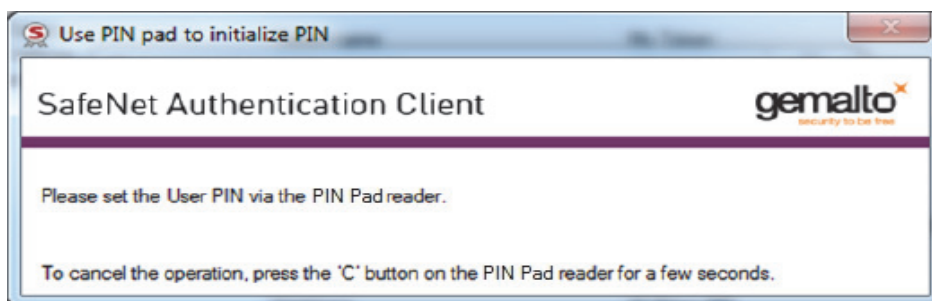 Use PIN pad to initialize PIN
SafeNet Authentication Client
gemalto
security to be free
Please set the User PIN via the PIN Pad reader.
To cancel the operation, press the 'C' button on the PIN Pad reader for a few seconds.